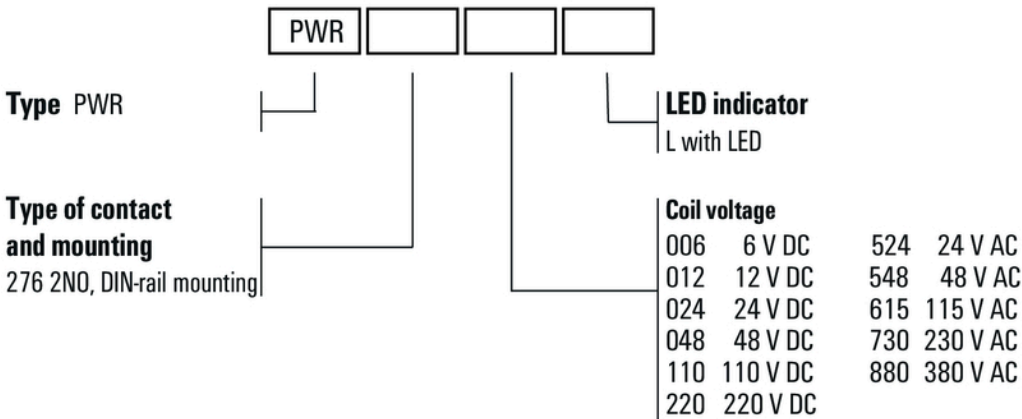 PWR
Type PWR
LED indicator
L with LED
Type of contact
and mounting
276 2NO, DIN-rail mounting
Coil voltage
006 6 V DC 524 24 V AC
012 12 V DC 548 48 V AC
024 24 V DC 615 115 V AC
048 48 V DC 730 230 V AC
110 110 V DC 880 380 V AC
220 220 V DC